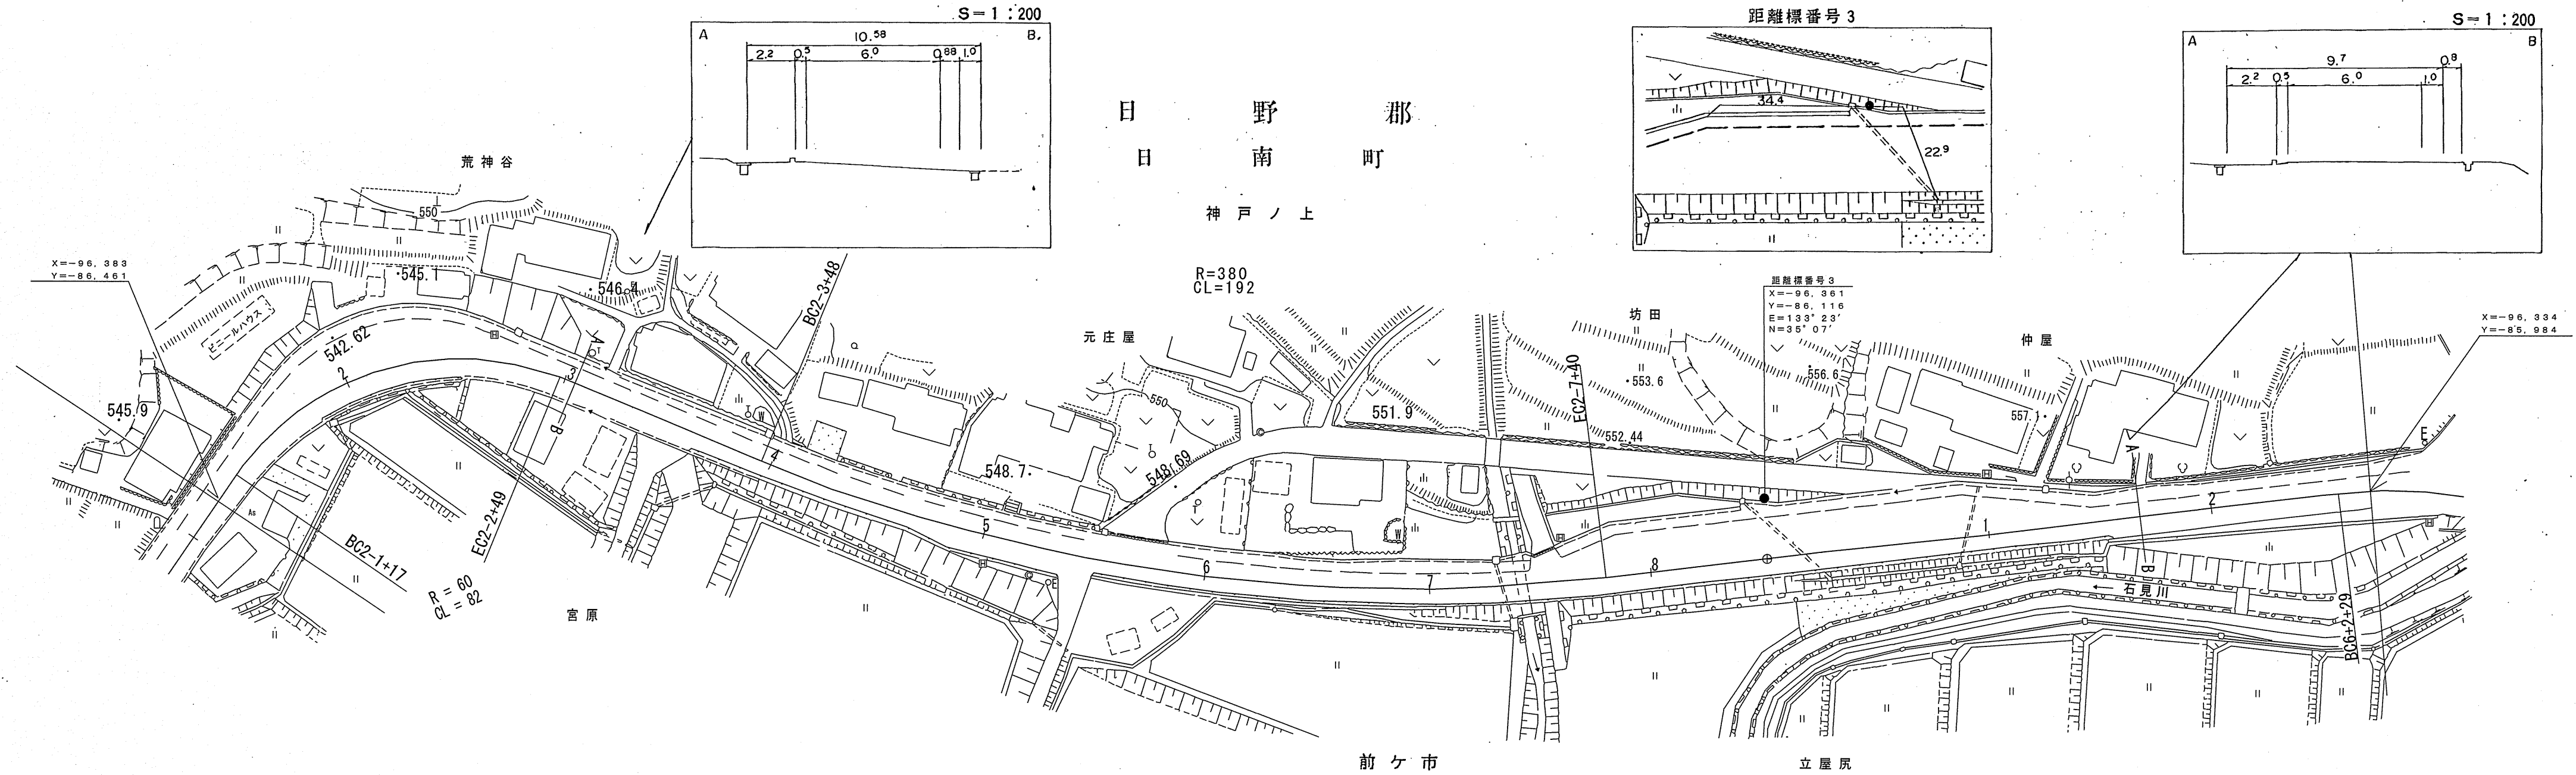 S=1:200
A
B
10.58
2.2
0.5
6.0
0.88
1.0
距離標番号 3
34.4
22.9
S=1:200
A
B
9.7
0.8
2.2
0.5
6.0
1.0
日野郡
日南町
神戸ノ上
荒神谷
R=380
CL=192
元庄屋
坊田
仲屋
宮原
前ケ市
立屋尻
石見川
ビニールハウス
X=-96, 383
Y=-86, 461
距離標番号 3
X=-96, 361
Y=-86, 116
E=133° 23′
N=35° 07′
X=-96, 334
Y=-85, 984
550
545.1
546.4
542.62
545.9
548.7
548.69
550
551.9
552.44
553.6
556.6
557.1
BC2-1+17
R = 60
CL = 82
EC2-2+49
BC2-3+48
EC2-7+40
BC6+2+29
A
B
A
B
2
3
4
5
6
7
8
1
2
As
H
W
H
E
W
H
H
E
H